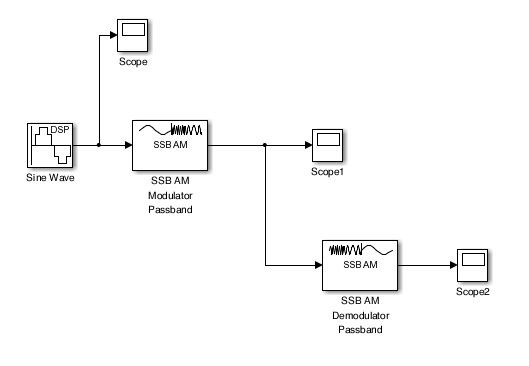 Scope
DSP
Sine Wave
SSB AM
SSB AM
Modulator
Passband
Scope1
SSB AM
SSB AM
Demodulator
Passband
Scope2